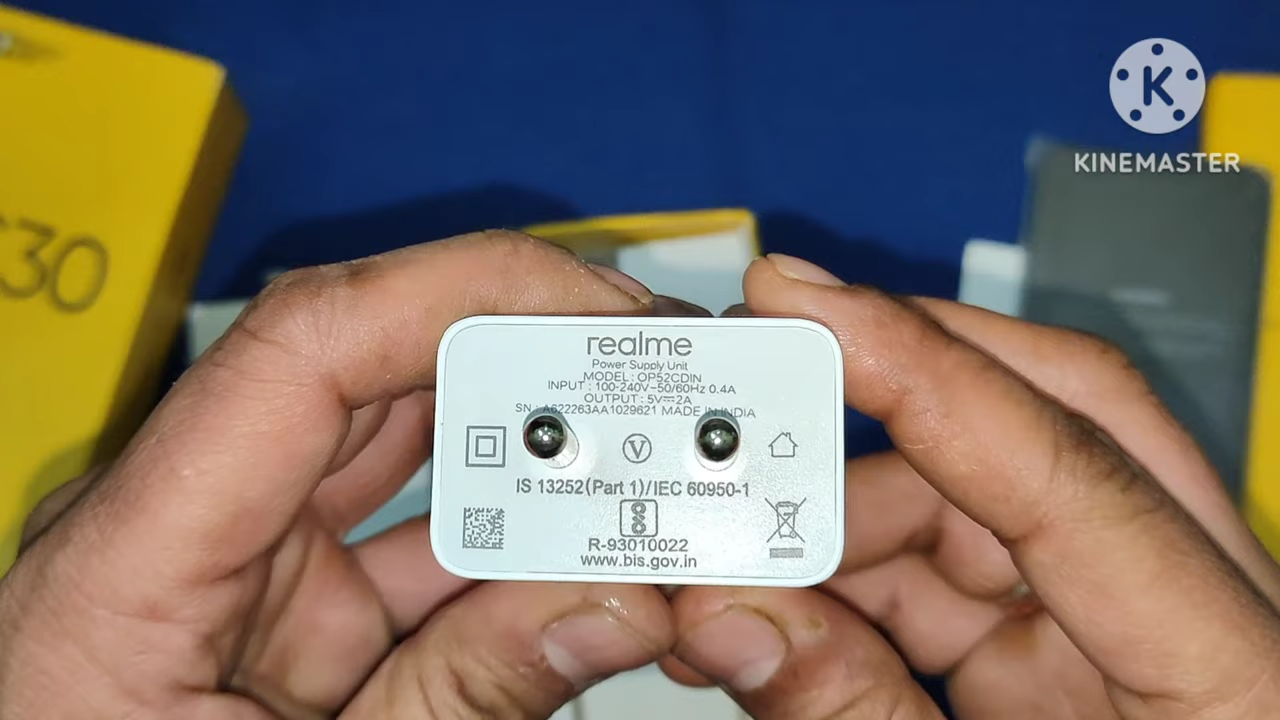 KINEMASTER
30
realme
Power Supply Unit
MODEL : OP52CDIN
INPUT : 100-240V~50/60Hz 0.4A
OUTPUT : 5V⎓2A
SN : A622263AA1029621 MADE IN INDIA
IS 13252(Part 1)/IEC 60950-1
R-93010022
www.bis.gov.in